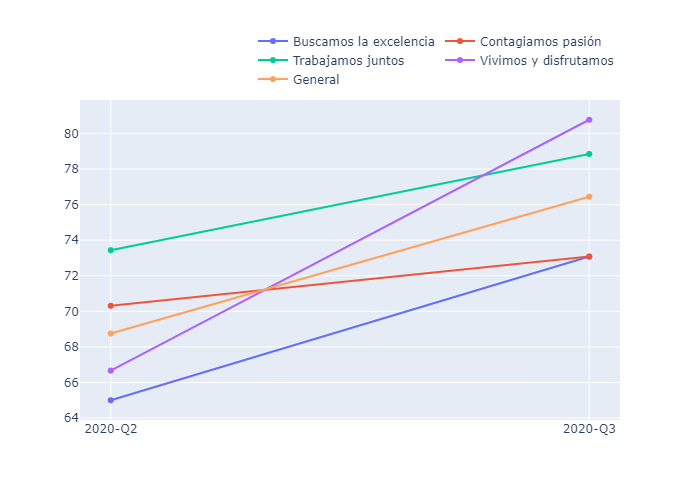 Buscamos la excelencia Contagiamos pasión
Trabajamos juntos Vivimos y disfrutamos
General
80
78
76
74
72
70
68
66
64
2020-Q2 2020-Q3